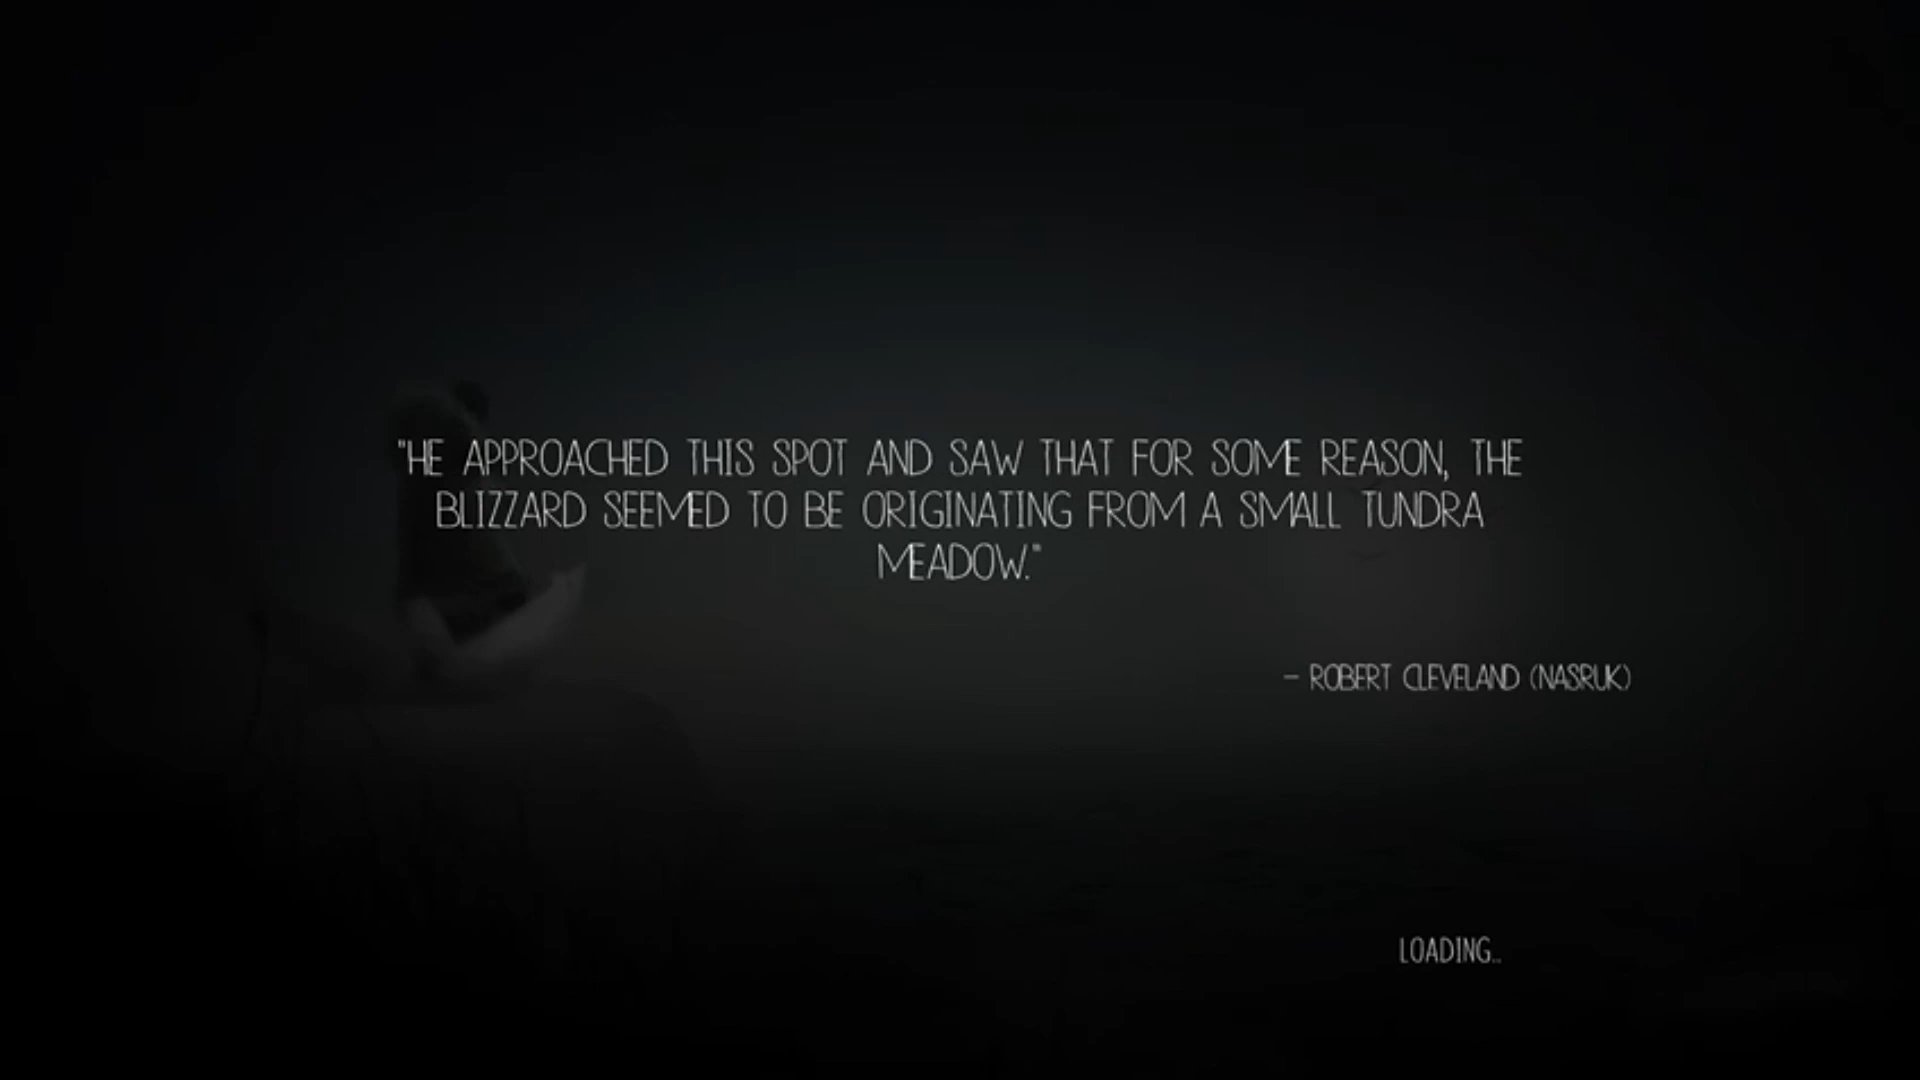 "HE APPROACHED THIS SPOT AND SAW THAT FOR SOME REASON, THE
BLIZZARD SEEMED TO BE ORIGINATING FROM A SMALL TUNDRA
MEADOW."
– ROBERT CLEVELAND (NASRUK)
LOADING..